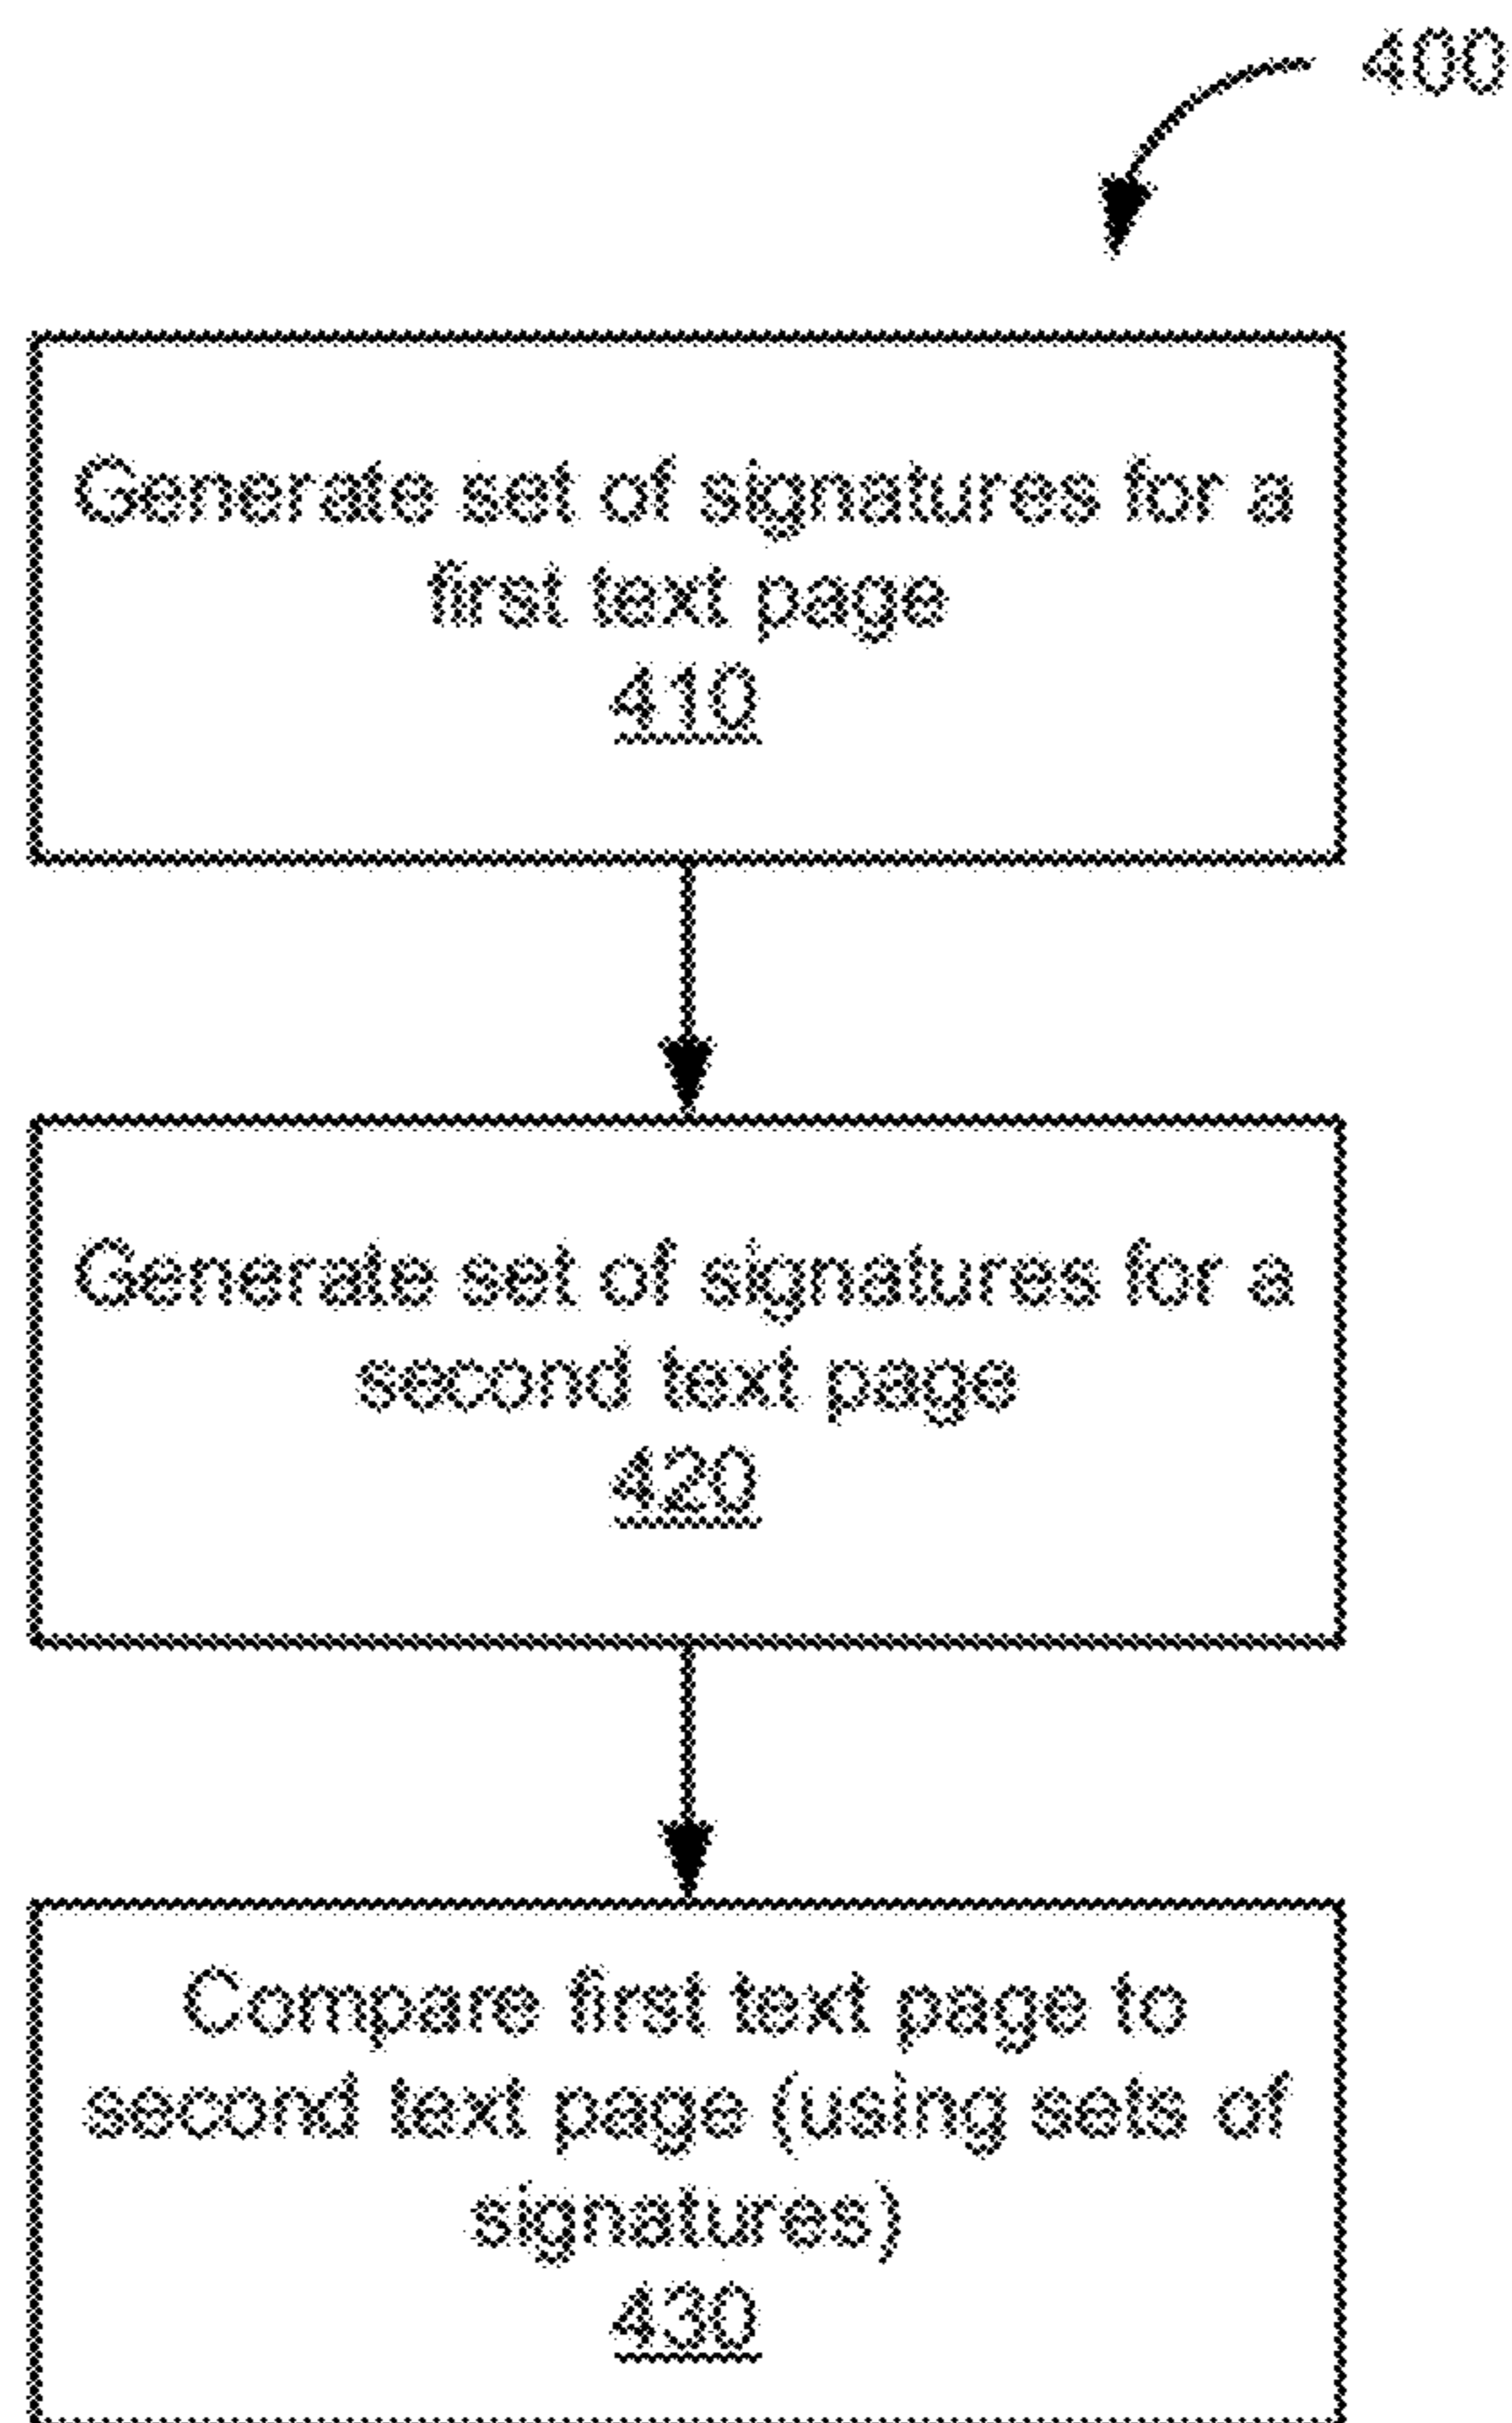 400
Generate set of signatures for a
first text page
410
Generate set of signatures for a
second text page
420
Compare first text page to
second text page (using sets of
signatures)
430